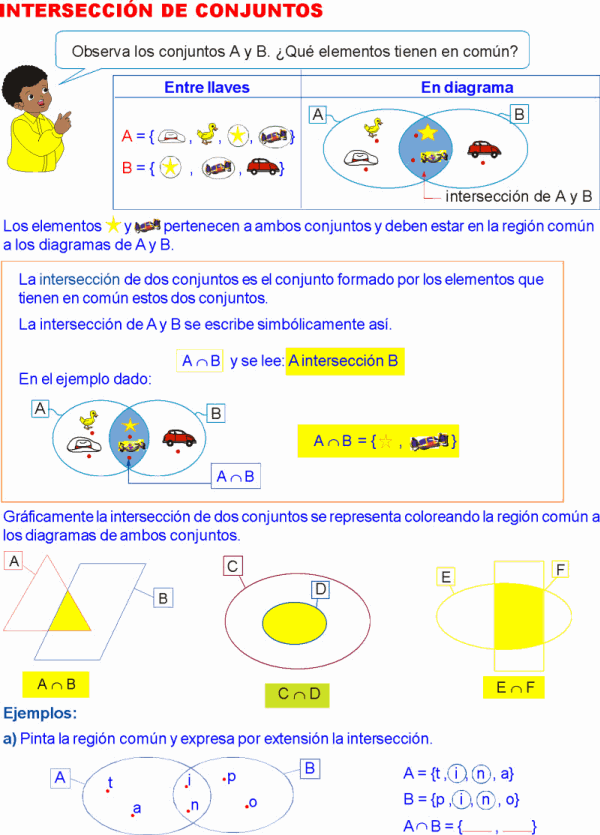 INTERSECCIÓN DE CONJUNTOS
Observa los conjuntos A y B. ¿Qué elementos tienen en común?
Entre llaves
En diagrama
A = { , , , }
B = { , , }
A
B
intersección de A y B
Los elementos y pertenecen a ambos conjuntos y deben estar en la región común
a los diagramas de A y B.
La intersección de dos conjuntos es el conjunto formado por los elementos que
tienen en común estos dos conjuntos.
La intersección de A y B se escribe simbólicamente así.
A ∩ B y se lee: A intersección B
En el ejemplo dado:
A
B
A ∩ B
A ∩ B = { , }
Gráficamente la intersección de dos conjuntos se representa coloreando la región común a
los diagramas de ambos conjuntos.
A
B
A ∩ B
C
D
C ∩ D
E
F
E ∩ F
Ejemplos:
a) Pinta la región común y expresa por extensión la intersección.
A
B
t
a
i
n
p
o
A = {t , i , n , a}
B = {p , i , n , o}
A ∩ B = {____ , ____}